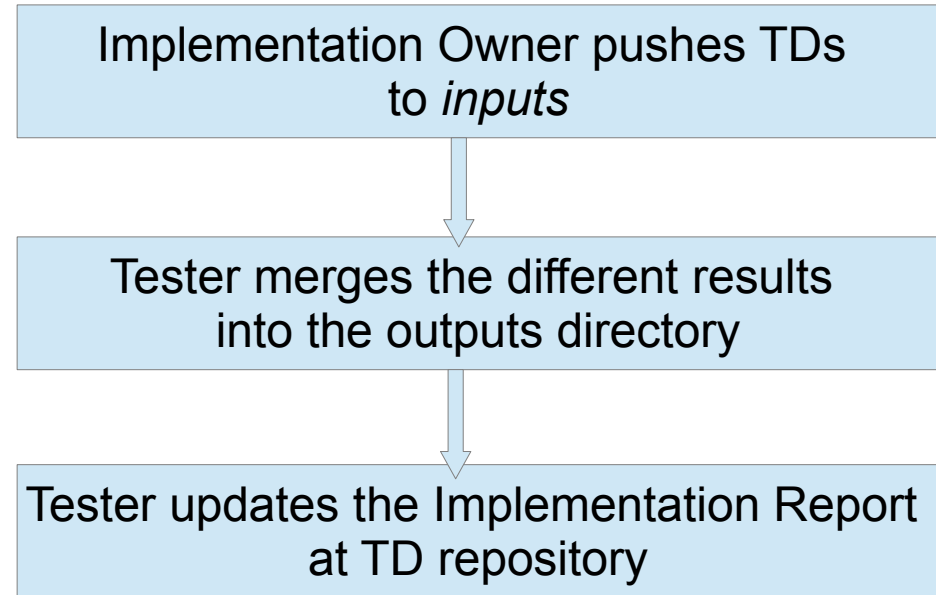 Implementation Owner pushes TDs
to inputs
Tester merges the different results
into the outputs directory
Tester updates the Implementation Report
at TD repository